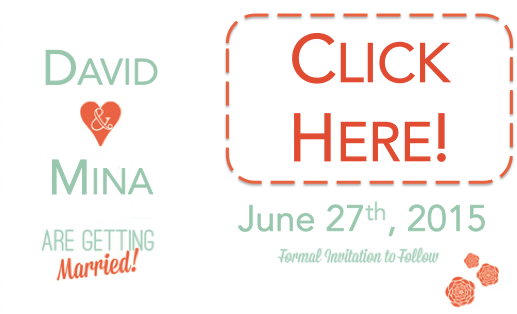 DAVID
&
MINA
ARE GETTING
Married!
CLICK
HERE!
June 27th, 2015
Formal Invitation to Follow